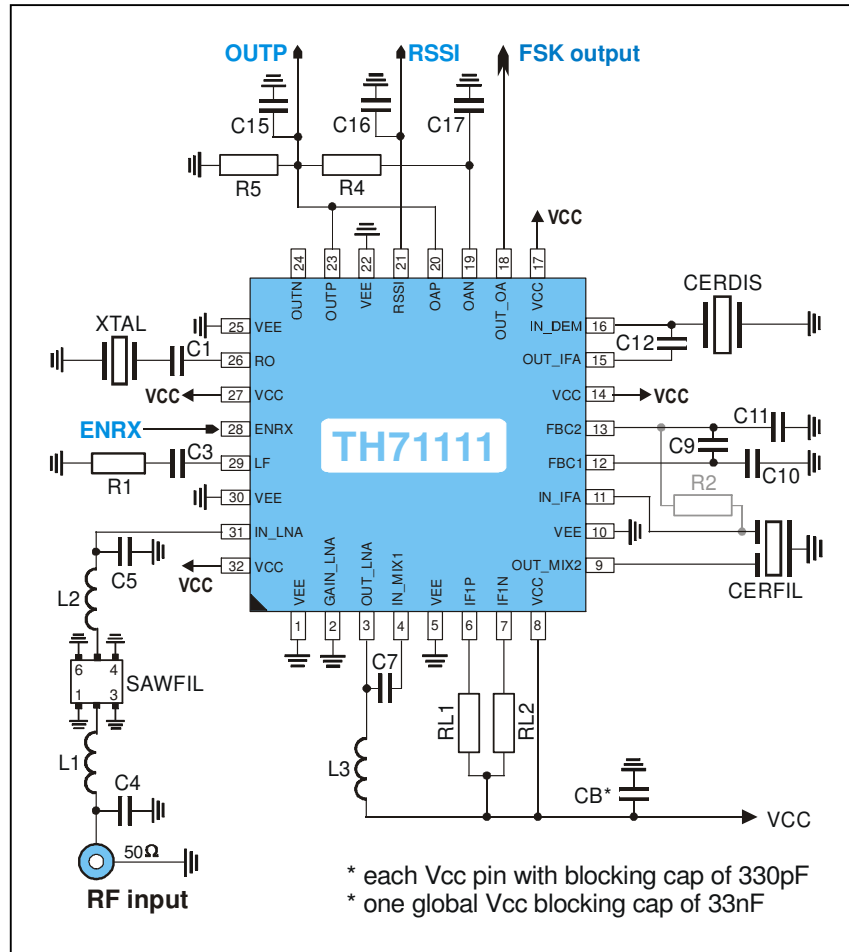 OUTP RSSI FSK output
C15 C16 C17
R5 R4
VCC
24 23 22 21 20 19 18 17
OUTN OUTP VEE RSSI OAP OAN OUT_OA VCC
CERDIS
XTAL
C1
C12
25 VEE
IN_DEM 16
26 RO
OUT_IFA 15
VCC 27 VCC
VCC 14 VCC
ENRX 28 ENRX
FBC2 13
C11
C9
TH71111
C3
R1
29 LF
FBC1 12
C10
R2
30 VEE
IN_IFA 11
31 IN_LNA
VEE 10
C5
VCC 32 VCC
OUT_MIX2 9
CERFIL
VEE GAIN_LNA OUT_LNA IN_MIX1 VEE IF1P IF1N VCC
1 2 3 4 5 6 7 8
L2
6 4
1 3
SAWFIL
C7
RL1 RL2
L1
L3
C4
CB*
VCC
50Ω
RF input
* each Vcc pin with blocking cap of 330pF
* one global Vcc blocking cap of 33nF